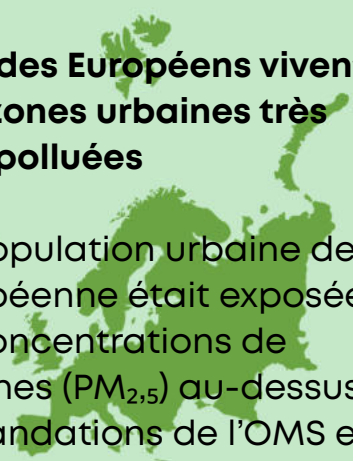 des Européens viven
zones urbaines très
polluées
opulation urbaine de
péenne était exposée
oncentrations de
nes (PM₂,₅) au-dessus
andations de l'OMS e